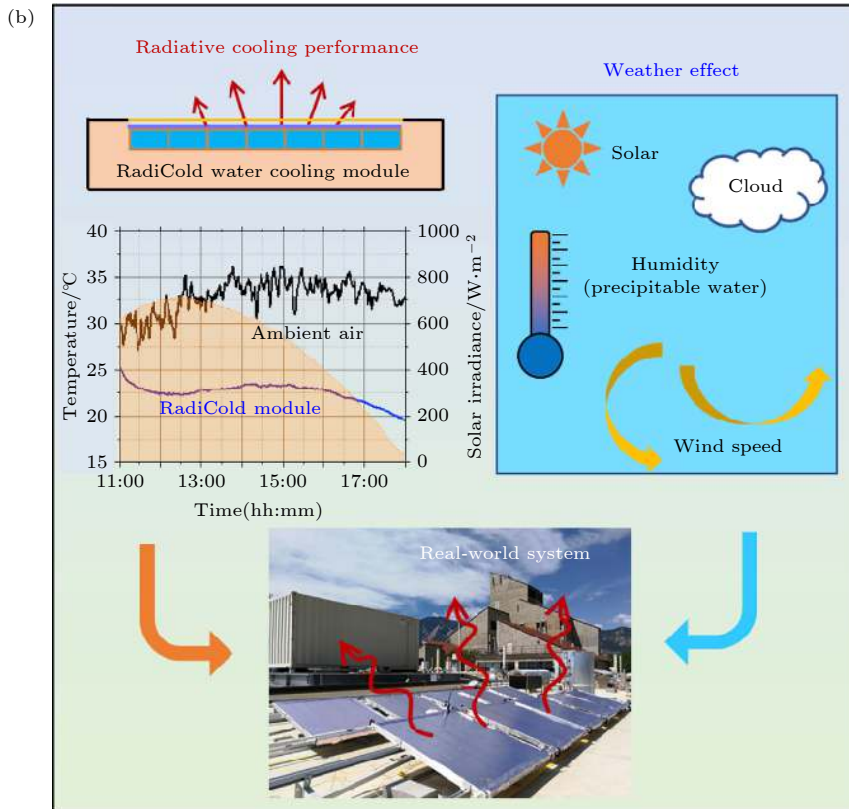 (b)
Radiative cooling performance
RadiCold water cooling module
Weather effect
Solar
Cloud
Humidity
(precipitable water)
Wind speed
Temperature/℃
40
35
30
25
20
15
Ambient air
RadiCold module
1000
800
600
400
200
0
Solar irradiance/W·m⁻²
11:00 13:00 15:00 17:00
Time(hh:mm)
Real-world system